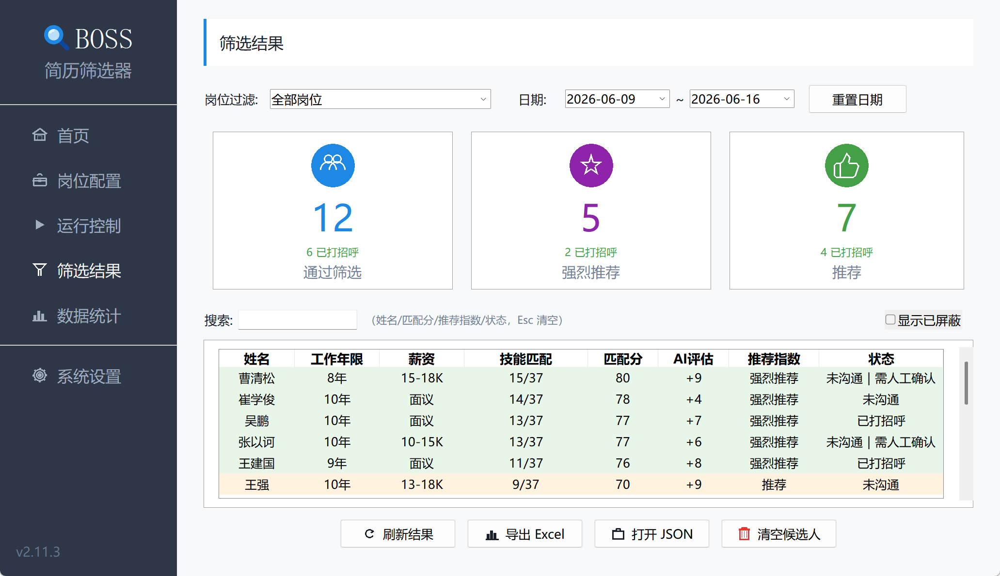 BOSS
简历筛选器
首页
岗位配置
运行控制
筛选结果
数据统计
系统设置
v2.11.3
筛选结果
岗位过滤: 全部岗位 日期: 2026-06-09 ~ 2026-06-16 重置日期
12
6 已打招呼
通过筛选
5
2 已打招呼
强烈推荐
7
4 已打招呼
推荐
搜索: (姓名/匹配分/推荐指数/状态，Esc 清空) 显示已屏蔽
姓名 工作年限 薪资 技能匹配 匹配分 AI评估 推荐指数 状态
曹清松 8年 15-18K 15/37 80 +9 强烈推荐 未沟通 | 需人工确认
崔学俊 10年 面议 14/37 78 +4 强烈推荐 未沟通
吴鹏 10年 面议 13/37 77 +7 强烈推荐 已打招呼
张以诃 10年 10-15K 13/37 77 +6 强烈推荐 未沟通 | 需人工确认
王建国 9年 面议 11/37 76 +8 强烈推荐 已打招呼
王强 10年 13-18K 9/37 70 +9 推荐 未沟通
刷新结果 导出 Excel 打开 JSON 清空候选人